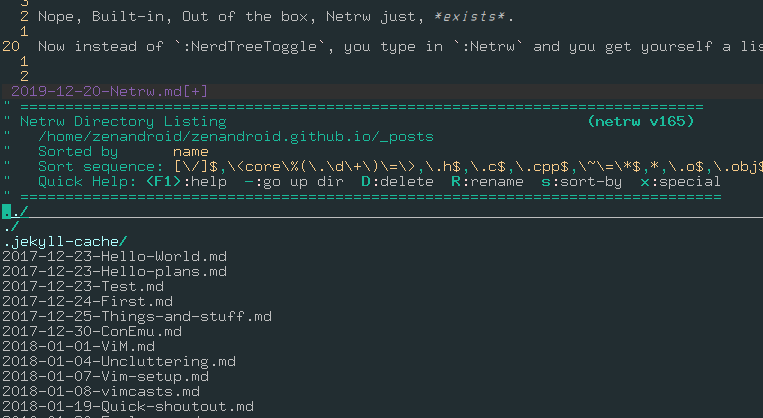 3
2 Nope, Built-in, Out of the box, Netrw just, *exists*.
1
20 Now instead of `:NerdTreeToggle`, you type in `:Netrw` and you get yourself a lis
1
2
2019-12-20-Netrw.md[+]
" ============================================================================
" Netrw Directory Listing (netrw v165)
" /home/zenandroid/zenandroid.github.io/_posts
" Sorted by name
" Sort sequence: [\/]$,\<core\%(\.\d\+\)\=\>,\.h$,\.c$,\.cpp$,\~\=\*$,*,\.o$,\.obj$
" Quick Help: <F1>:help -:go up dir D:delete R:rename s:sort-by x:special
" ==============================================================================
../
./
.jekyll-cache/
2017-12-23-Hello-World.md
2017-12-23-Hello-plans.md
2017-12-23-Test.md
2017-12-24-First.md
2017-12-25-Things-and-stuff.md
2017-12-30-ConEmu.md
2018-01-01-ViM.md
2018-01-04-Uncluttering.md
2018-01-07-Vim-setup.md
2018-01-08-vimcasts.md
2018-01-19-Quick-shoutout.md